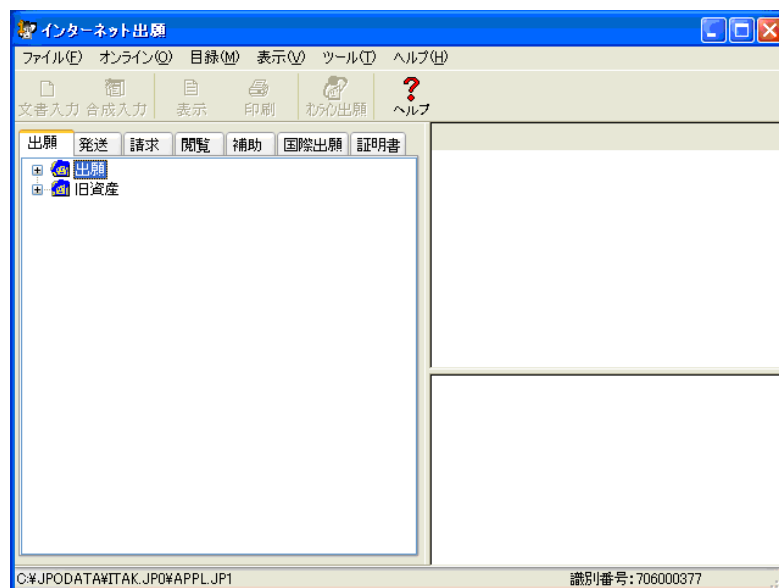 インターネット出願
ファイル(F) オンライン(O) 目録(M) 表示(V) ツール(T) ヘルプ(H)
文書入力 合成入力 表示 印刷 オンライン出願 ヘルプ
出願 発送 請求 閲覧 補助 国際出願 証明書
出願
旧資産
C:¥JPODATA¥ITAK.JP0¥APPL.JP1 識別番号:706000377